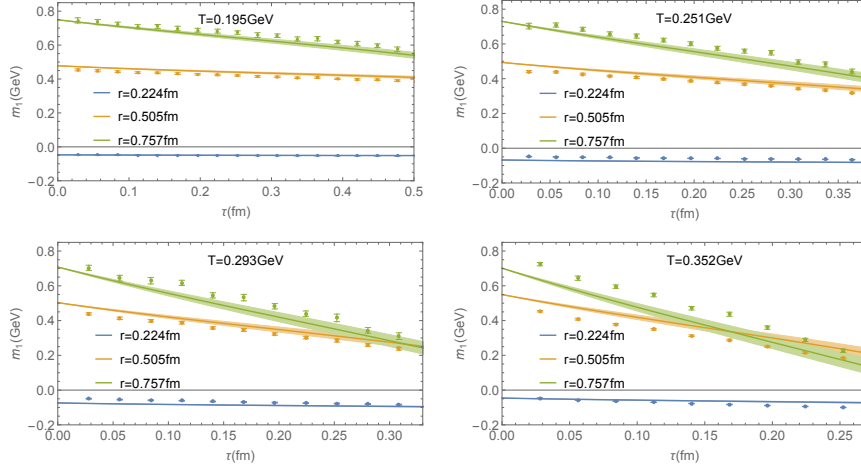 T=0.195GeV
m1(GeV)
0.8
0.6
0.4
0.2
0.0
−0.2
r=0.224fm
r=0.505fm
r=0.757fm
0.0 0.1 0.2 0.3 0.4 0.5
τ(fm)
T=0.251GeV
m1(GeV)
0.8
0.6
0.4
0.2
0.0
−0.2
r=0.224fm
r=0.505fm
r=0.757fm
0.00 0.05 0.10 0.15 0.20 0.25 0.30 0.35
τ(fm)
T=0.293GeV
m1(GeV)
0.8
0.6
0.4
0.2
0.0
−0.2
r=0.224fm
r=0.505fm
r=0.757fm
0.00 0.05 0.10 0.15 0.20 0.25 0.30
τ(fm)
T=0.352GeV
m1(GeV)
0.8
0.6
0.4
0.2
0.0
−0.2
r=0.224fm
r=0.505fm
r=0.757fm
0.00 0.05 0.10 0.15 0.20 0.25
τ(fm)